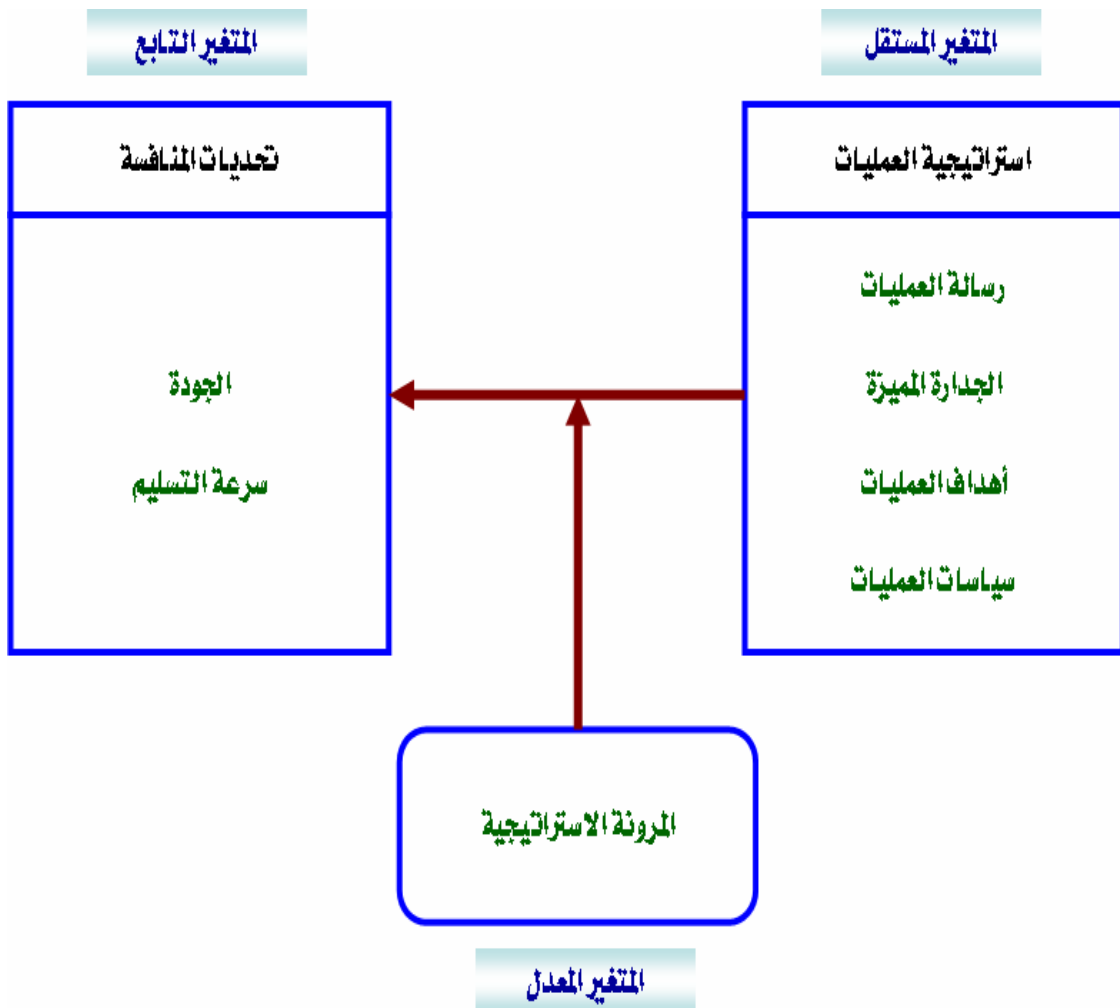 المتغير المستقل
المتغير التابع
استراتيجية العمليات
تحديات المنافسة
رسالة العمليات
الجدارة المميزة
أهداف العمليات
سياسات العمليات
الجودة
سرعة التسليم
المرونة الاستراتيجية
المتغير المعدل